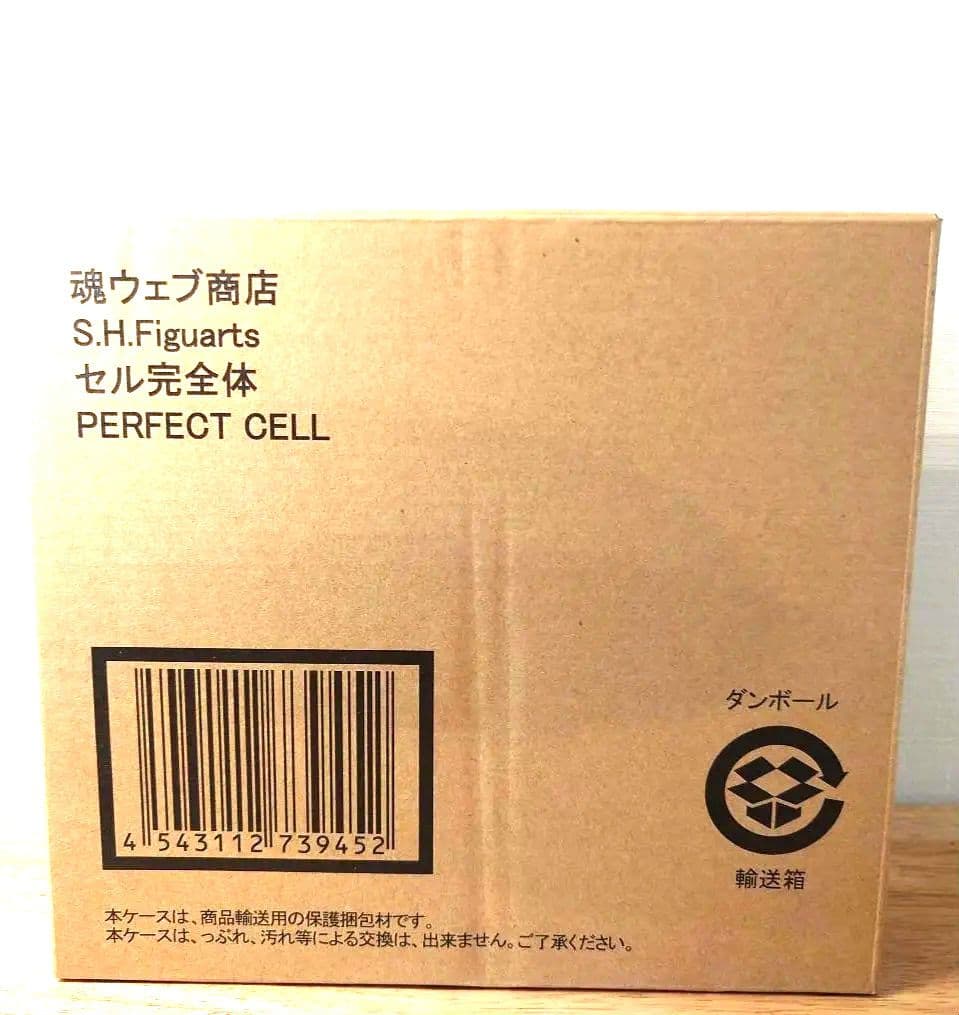 魂ウェブ商店
S.H.Figuarts
セル完全体
PERFECT CELL
4 543112 739452
ダンボール
輸送箱
本ケースは、商品輸送用の保護梱包材です。
本ケースは、つぶれ、汚れ等による交換は、出来ません。ご了承ください。